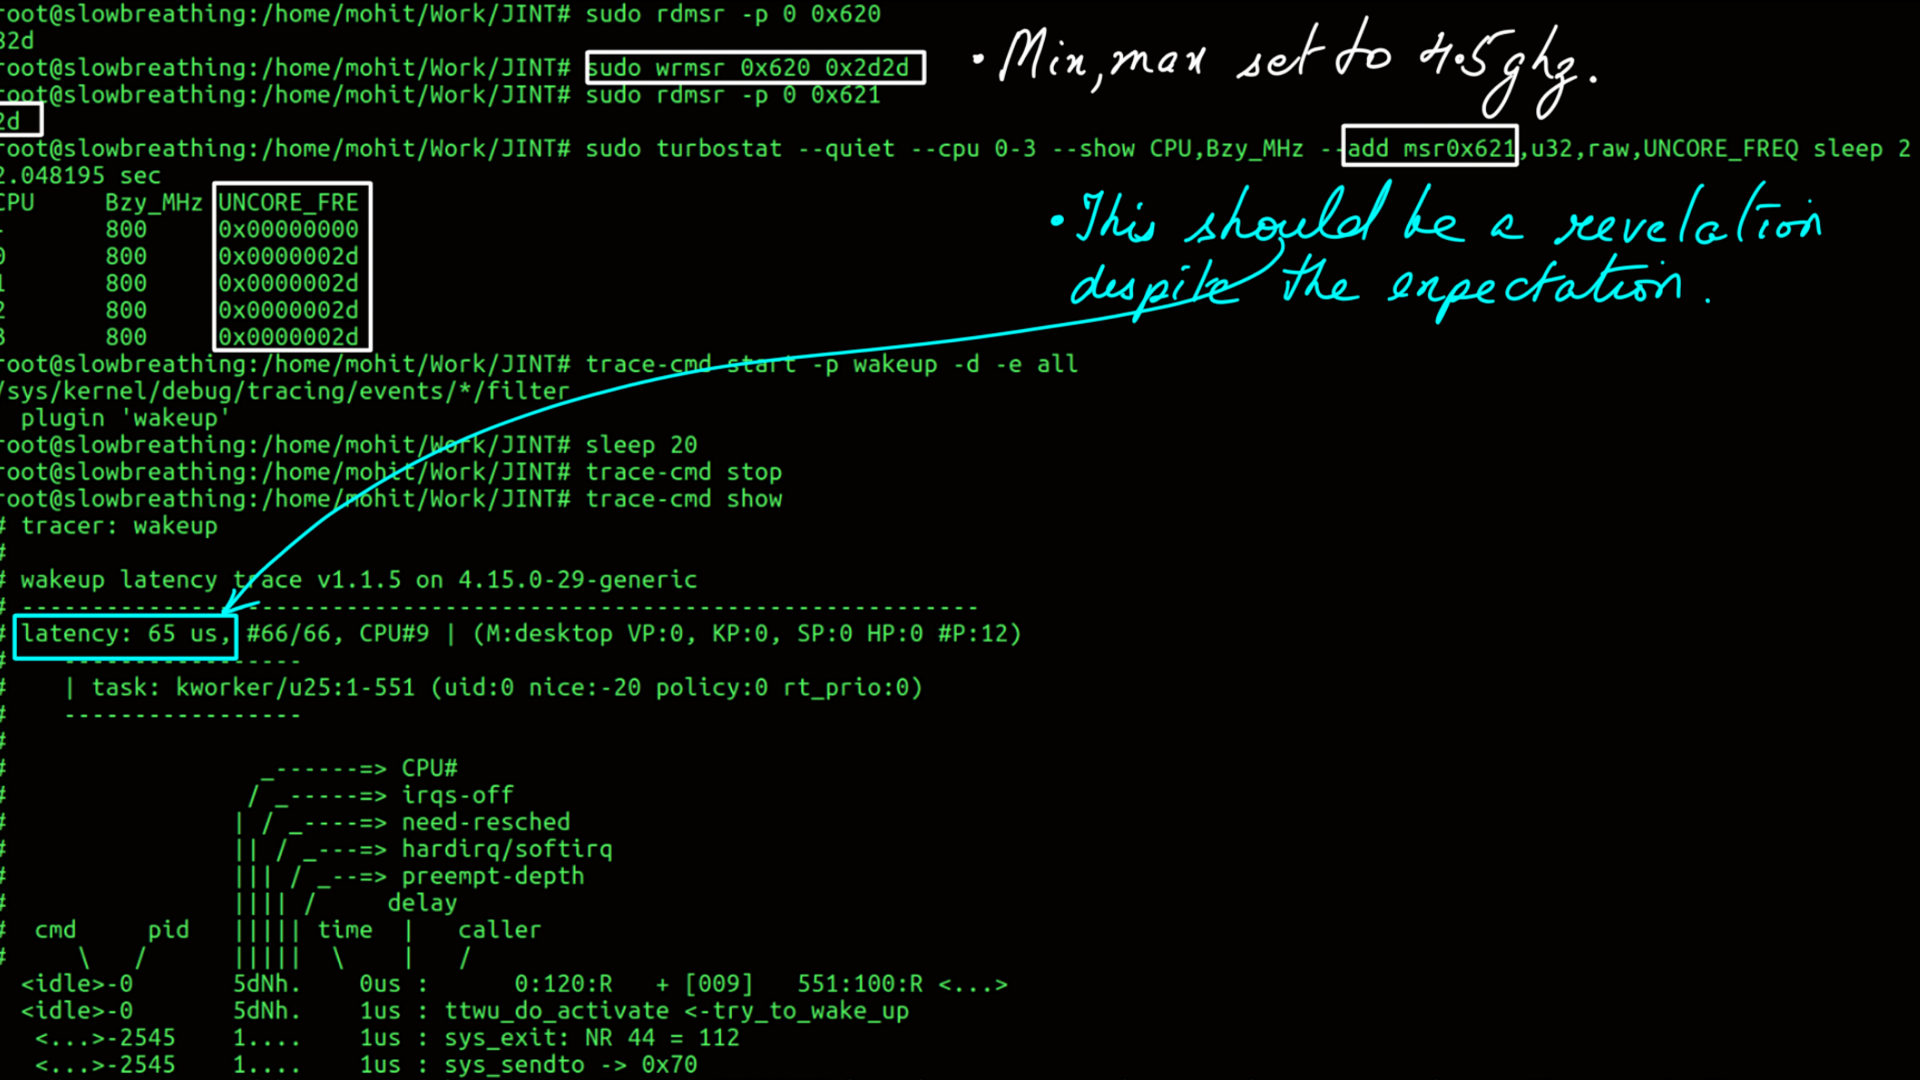 root@slowbreathing:/home/mohit/Work/JINT# sudo rdmsr -p 0 0x620
82d
root@slowbreathing:/home/mohit/Work/JINT# sudo wrmsr 0x620 0x2d2d
• Min,max set to 4.5ghz.
root@slowbreathing:/home/mohit/Work/JINT# sudo rdmsr -p 0 0x621
2d
root@slowbreathing:/home/mohit/Work/JINT# sudo turbostat --quiet --cpu 0-3 --show CPU,Bzy_MHz --add msr0x621,u32,raw,UNCORE_FREQ sleep 2
2.048195 sec
CPU Bzy_MHz UNCORE_FRE
- 800 0x00000000
0 800 0x0000002d
1 800 0x0000002d
2 800 0x0000002d
3 800 0x0000002d
• This should be a revelation
despite the expectation.
root@slowbreathing:/home/mohit/Work/JINT# trace-cmd start -p wakeup -d -e all
/sys/kernel/debug/tracing/events/*/filter
plugin 'wakeup'
root@slowbreathing:/home/mohit/Work/JINT# sleep 20
root@slowbreathing:/home/mohit/Work/JINT# trace-cmd stop
root@slowbreathing:/home/mohit/Work/JINT# trace-cmd show
# tracer: wakeup
#
# wakeup latency trace v1.1.5 on 4.15.0-29-generic
# --------------------------------------------------------------------
# latency: 65 us, #66/66, CPU#9 | (M:desktop VP:0, KP:0, SP:0 HP:0 #P:12)
# -----------------
# | task: kworker/u25:1-551 (uid:0 nice:-20 policy:0 rt_prio:0)
# -----------------
#
# _------=> CPU#
# / _-----=> irqs-off
# | / _----=> need-resched
# || / _---=> hardirq/softirq
# ||| / _--=> preempt-depth
# |||| / delay
# cmd pid ||||| time | caller
# \ / ||||| \ | /
<idle>-0 5dNh. 0us : 0:120:R + [009] 551:100:R <...>
<idle>-0 5dNh. 1us : ttwu_do_activate <-try_to_wake_up
<...>-2545 1.... 1us : sys_exit: NR 44 = 112
<...>-2545 1.... 1us : sys_sendto -> 0x70